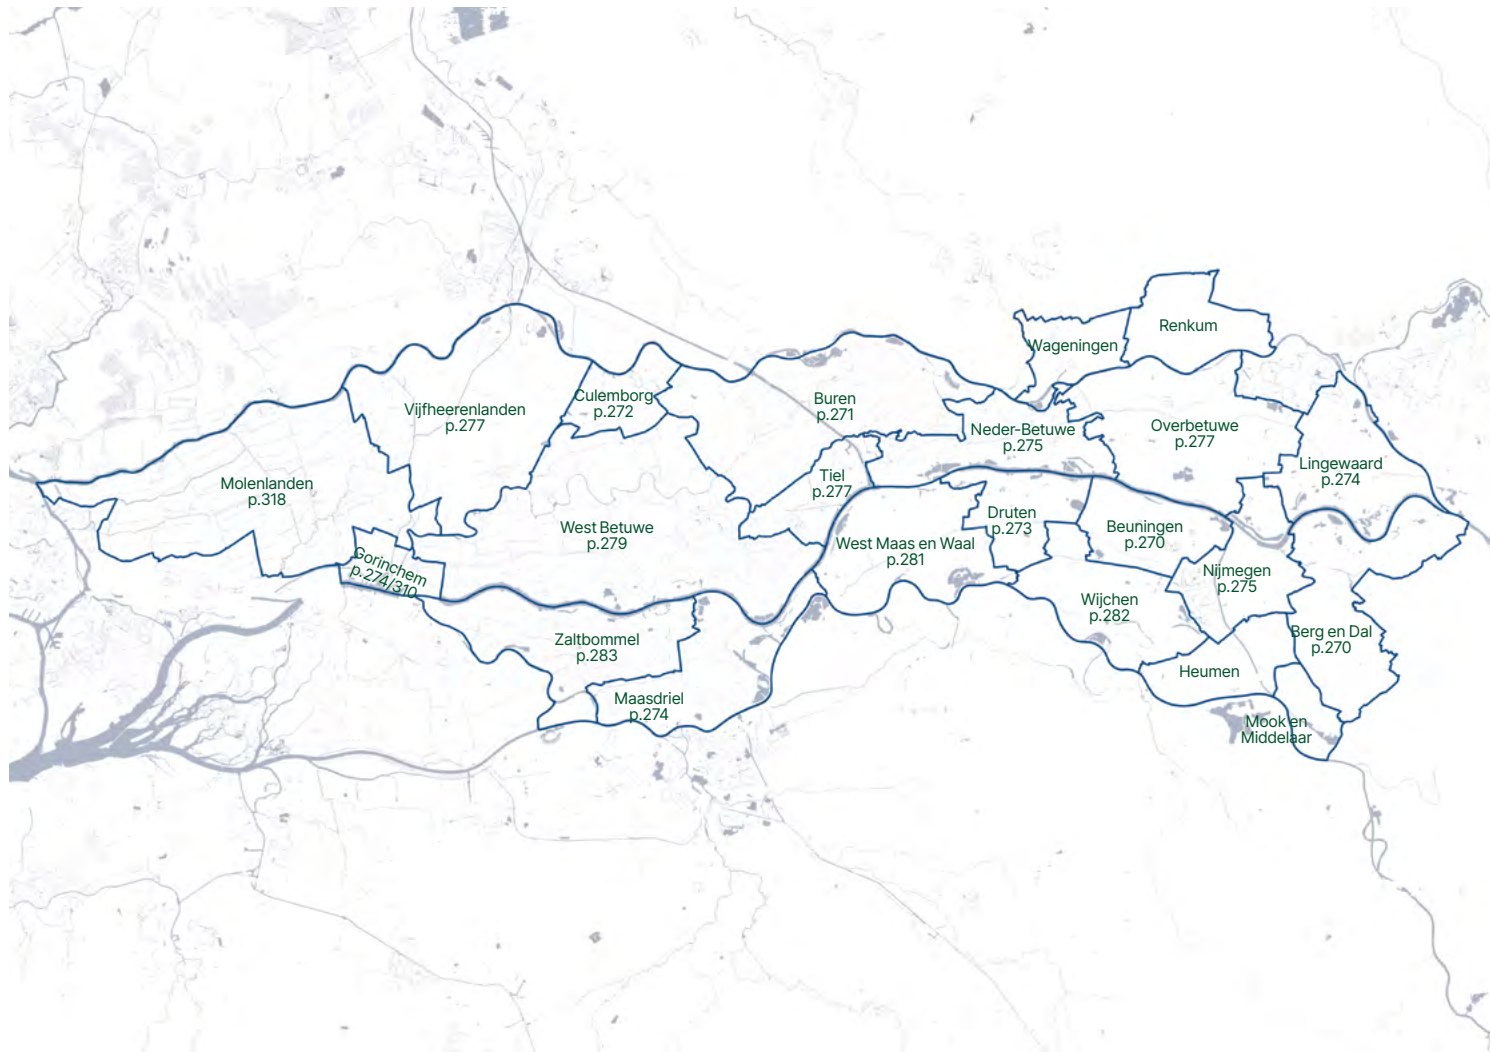 Renkum
Wageningen
Culemborg
p.272
Buren
p.271
Vijfheerenlanden
p.277
Neder-Betuwe
p.275
Overbetuwe
p.277
Lingewaard
p.274
Molenlanden
p.318
Tiel
p.277
West Betuwe
p.279
Druten
p.273
West Maas en Waal
p.281
Beuningen
p.270
Gorinchem
p.274/310
Nijmegen
p.275
Wijchen
p.282
Zaltbommel
p.283
Berg en Dal
p.270
Heumen
Maasdriel
p.274
Mook en
Middelaar